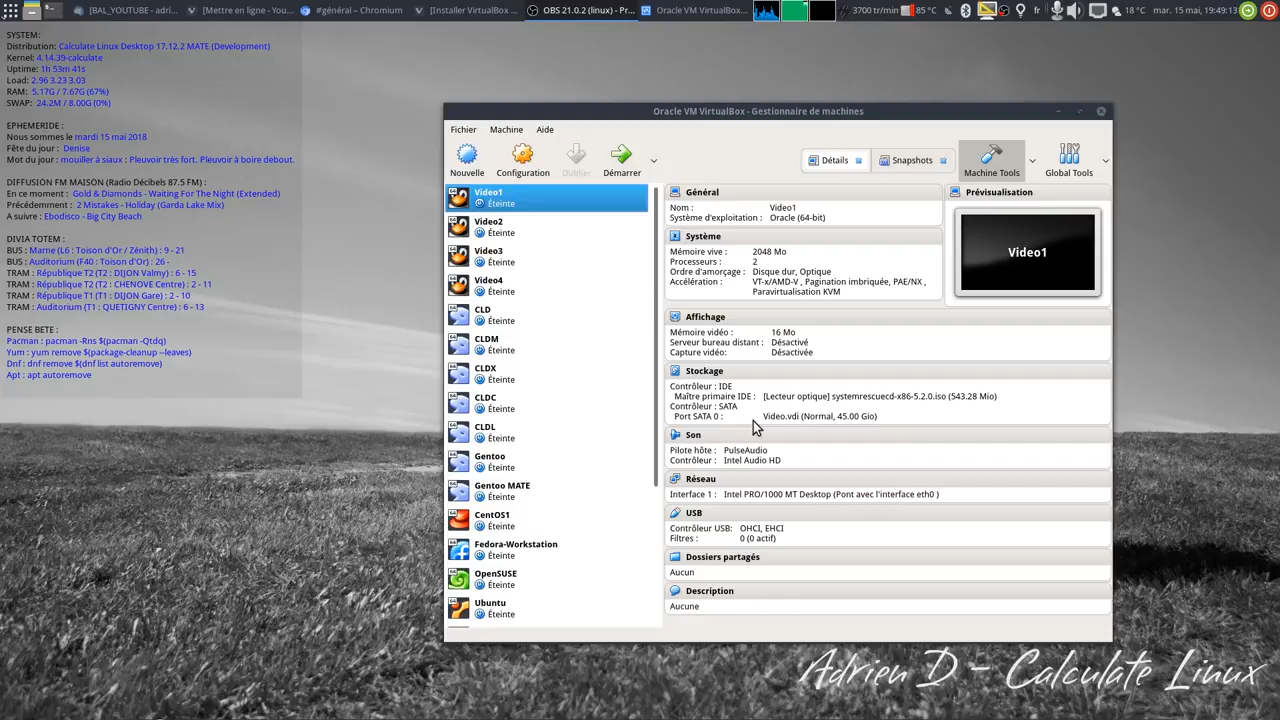 [BAL_YOUTUBE - adri...
[Mettre en ligne - You...
#général – Chromium
[Installer VirtualBox ...
OBS 21.0.2 (linux) - Pr...
Oracle VM VirtualBox...
3700 tr/min
85 °C
fr
18 °C
mar. 15 mai, 19:49:13
SYSTEM:
Distribution: Calculate Linux Desktop 17.12.2 MATE (Development)
Kernel: 4.14.39-calculate
Uptime: 1h 53m 41s
Load: 2.96 3.23 3.03
RAM: 5.17G / 7.67G (67%)
SWAP: 24.2M / 8.00G (0%)
EPHEMERIDE :
Nous sommes le mardi 15 mai 2018
Fête du jour : Denise
Mot du jour : mouiller à siaux : Pleuvoir très fort. Pleuvoir à boire debout.
DIFFUSION FM MAISON (Radio Décibels 87.5 FM) :
En ce moment : Gold & Diamonds - Waiting For The Night (Extended)
Précédemment : 2 Mistakes - Holiday (Garda Lake Mix)
A suivre : Ebodisco - Big City Beach
DIVIA TOTEM :
BUS : Marne (L6 : Toison d'Or / Zénith) : 9 - 21
BUS : Auditorium (F40 : Toison d'Or) : 26 -
TRAM : République T2 (T2 : DIJON Valmy) : 6 - 15
TRAM : République T2 (T2 : CHENOVE Centre) : 2 - 11
TRAM : République T1 (T1 : DIJON Gare) : 2 - 10
TRAM : Auditorium (T1 : QUETIGNY Centre) : 6 - 13
PENSE BETE :
Pacman : pacman -Rns $(pacman -Qtdq)
Yum : yum remove $(package-cleanup --leaves)
Dnf : dnf remove $(dnf list autoremove)
Apt : apt autoremove
Oracle VM VirtualBox - Gestionnaire de machines
Fichier Machine Aide
Nouvelle Configuration Oublier Démarrer
Détails Snapshots Machine Tools Global Tools
Video1
Éteinte
Video2
Éteinte
Video3
Éteinte
Video4
Éteinte
CLD
Éteinte
CLDM
Éteinte
CLDX
Éteinte
CLDC
Éteinte
CLDL
Éteinte
Gentoo
Éteinte
Gentoo MATE
Éteinte
CentOS1
Éteinte
Fedora-Workstation
Éteinte
OpenSUSE
Éteinte
Ubuntu
Éteinte
Général
Nom : Video1
Système d'exploitation : Oracle (64-bit)
Système
Mémoire vive : 2048 Mo
Processeurs : 2
Ordre d'amorçage : Disque dur, Optique
Accélération : VT-x/AMD-V , Pagination imbriquée, PAE/NX ,
Paravirtualisation KVM
Prévisualisation
Video1
Affichage
Mémoire vidéo : 16 Mo
Serveur bureau distant : Désactivé
Capture vidéo: Désactivée
Stockage
Contrôleur : IDE
Maître primaire IDE : [Lecteur optique] systemrescuecd-x86-5.2.0.iso (543.28 Mio)
Contrôleur : SATA
Port SATA 0 : Video.vdi (Normal, 45.00 Gio)
Son
Pilote hôte : PulseAudio
Contrôleur : Intel Audio HD
Réseau
Interface 1 : Intel PRO/1000 MT Desktop (Pont avec l'interface eth0 )
USB
Contrôleur USB: OHCI, EHCI
Filtres : 0 (0 actif)
Dossiers partagés
Aucun
Description
Aucune
Adrien D - Calculate Linux